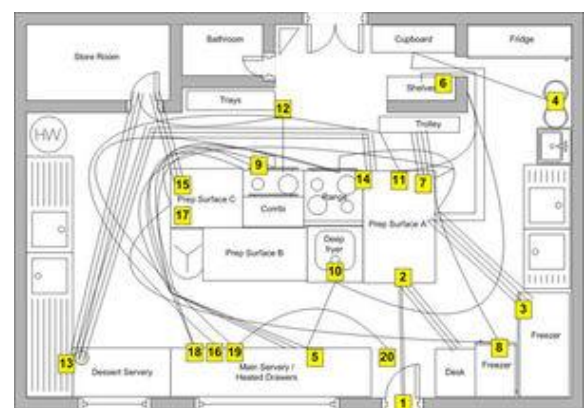 Bathroom
Cupboard
Fridge
Store Room
Shelves
6
4
Trays
12
Trolley
HW
9
15
14
11
7
Prep Surface C
17
Combi
Range
Prep Surface A
Prep Surface B
Deep
fryer
10
2
3
Freezer
13
18
16
19
5
20
8
Freezer
Dessert Servery
Main Servery /
Heated Drawers
Desk
1